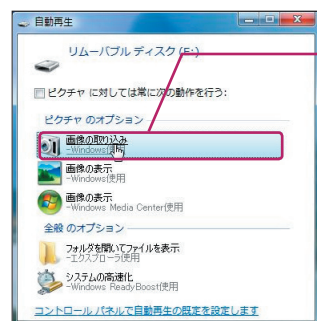 自動再生
リムーバブル ディスク (E:)
ピクチャ に対しては常に次の動作を行う:
ピクチャ のオプション
画像の取り込み
-Windows使用
画像の表示
-Windows使用
画像の表示
-Windows Media Center使用
全般 のオプション
フォルダを開いてファイルを表示
-エクスプローラ使用
システムの高速化
-Windows ReadyBoost使用
コントロール パネルで自動再生の既定を設定します